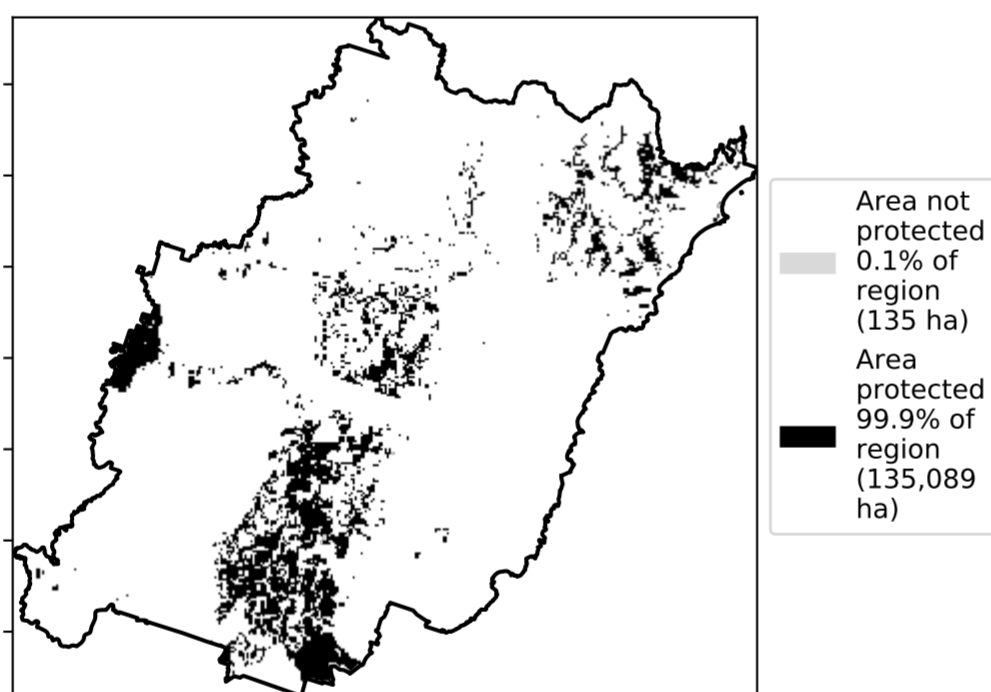 Area not
protected
0.1% of
region
(135 ha)
Area
protected
99.9% of
region
(135,089
ha)